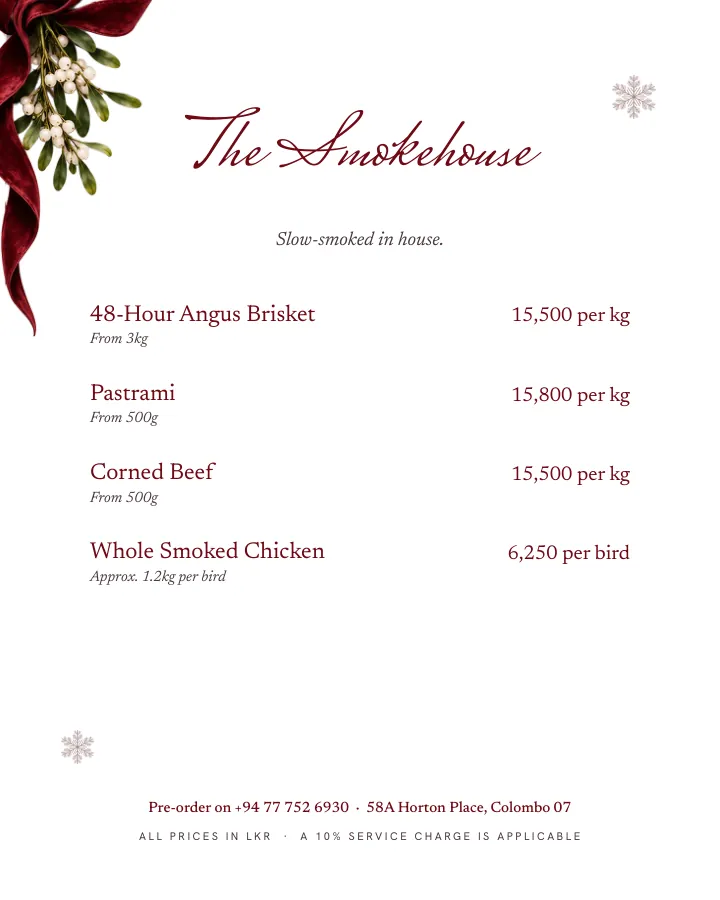 The Smokehouse
Slow-smoked in house.
48-Hour Angus Brisket 15,500 per kg
From 3kg
Pastrami 15,800 per kg
From 500g
Corned Beef 15,500 per kg
From 500g
Whole Smoked Chicken 6,250 per bird
Approx. 1.2kg per bird
Pre-order on +94 77 752 6930 · 58A Horton Place, Colombo 07
ALL PRICES IN LKR · A 10% SERVICE CHARGE IS APPLICABLE